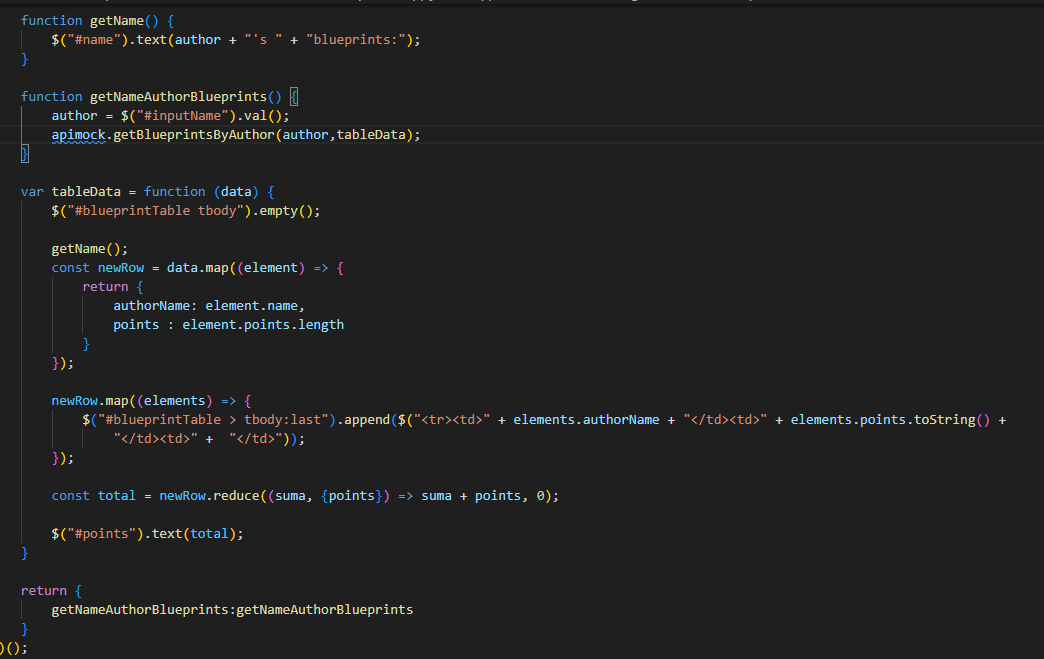 function getName() {
    $("#name").text(author + "'s " + "blueprints:");
}

function getNameAuthorBlueprints() {
    author = $("#inputName").val();
    apimock.getBlueprintsByAuthor(author,tableData);
}

var tableData = function (data) {
    $("#blueprintTable tbody").empty();

    getName();
    const newRow = data.map((element) => {
        return {
            authorName: element.name,
            points : element.points.length
        }
    });

    newRow.map((elements) => {
        $("#blueprintTable > tbody:last").append($("<tr><td>" + elements.authorName + "</td><td>" + elements.points.toString() +
            "</td><td>" +  "</td>"));
    });

    const total = newRow.reduce((suma, {points}) => suma + points, 0);

    $("#points").text(total);
}

return {
    getNameAuthorBlueprints:getNameAuthorBlueprints
}
)();